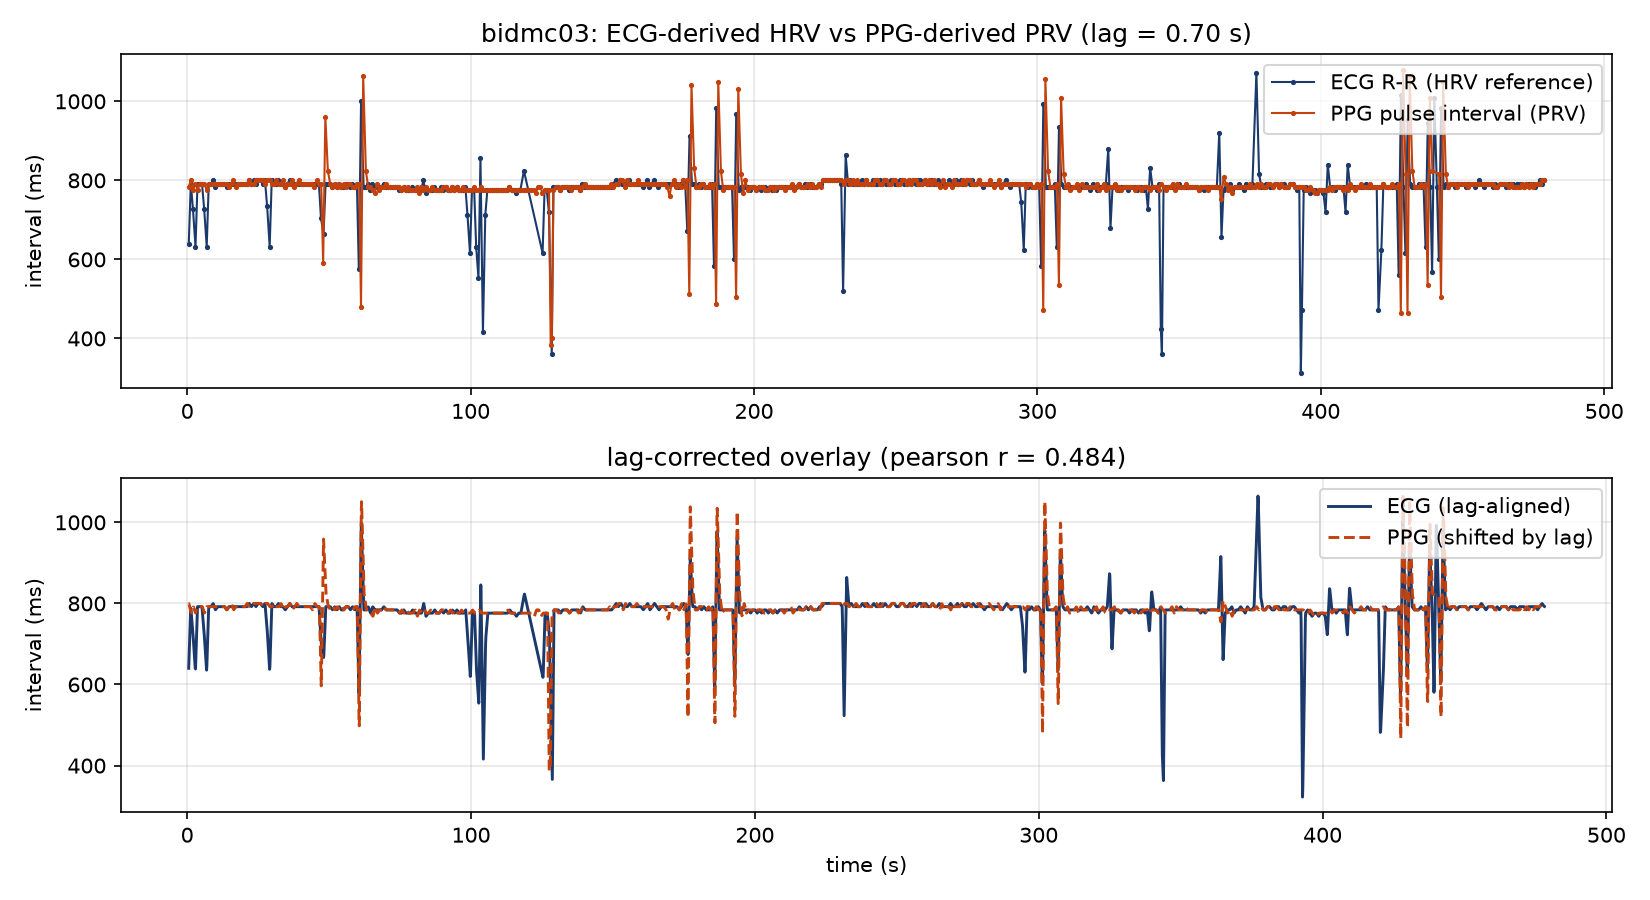 bidmc03: ECG-derived HRV vs PPG-derived PRV (lag = 0.70 s)
ECG R-R (HRV reference)
PPG pulse interval (PRV)
interval (ms)
1000
800
600
400
0 100 200 300 400 500
lag-corrected overlay (pearson r = 0.484)
ECG (lag-aligned)
PPG (shifted by lag)
interval (ms)
1000
800
600
400
0 100 200 300 400 500
time (s)